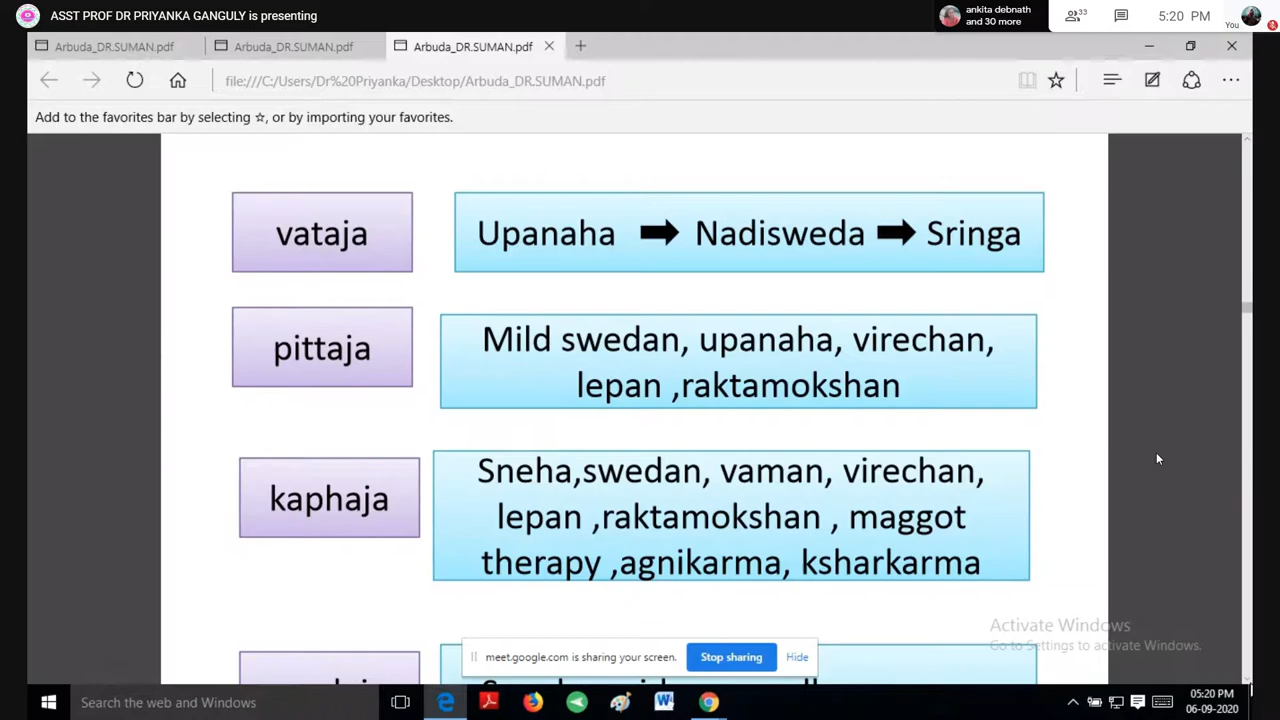 ASST PROF DR PRIYANKA GANGULY is presenting
ankita debnath
and 30 more
33
5:20 PM
You
Arbuda_DR.SUMAN.pdf
Arbuda_DR.SUMAN.pdf
Arbuda_DR.SUMAN.pdf
file:///C:/Users/Dr%20Priyanka/Desktop/Arbuda_DR.SUMAN.pdf
Add to the favorites bar by selecting ☆, or by importing your favorites.
vataja
Upanaha ➡ Nadisweda ➡ Sringa
pittaja
Mild swedan, upanaha, virechan,
lepan ,raktamokshan
kaphaja
Sneha,swedan, vaman, virechan,
lepan ,raktamokshan , maggot
therapy ,agnikarma, ksharkarma
Activate Windows
Go to Settings to activate Windows.
meet.google.com is sharing your screen.
Stop sharing
Hide
Search the web and Windows
05:20 PM
06-09-2020